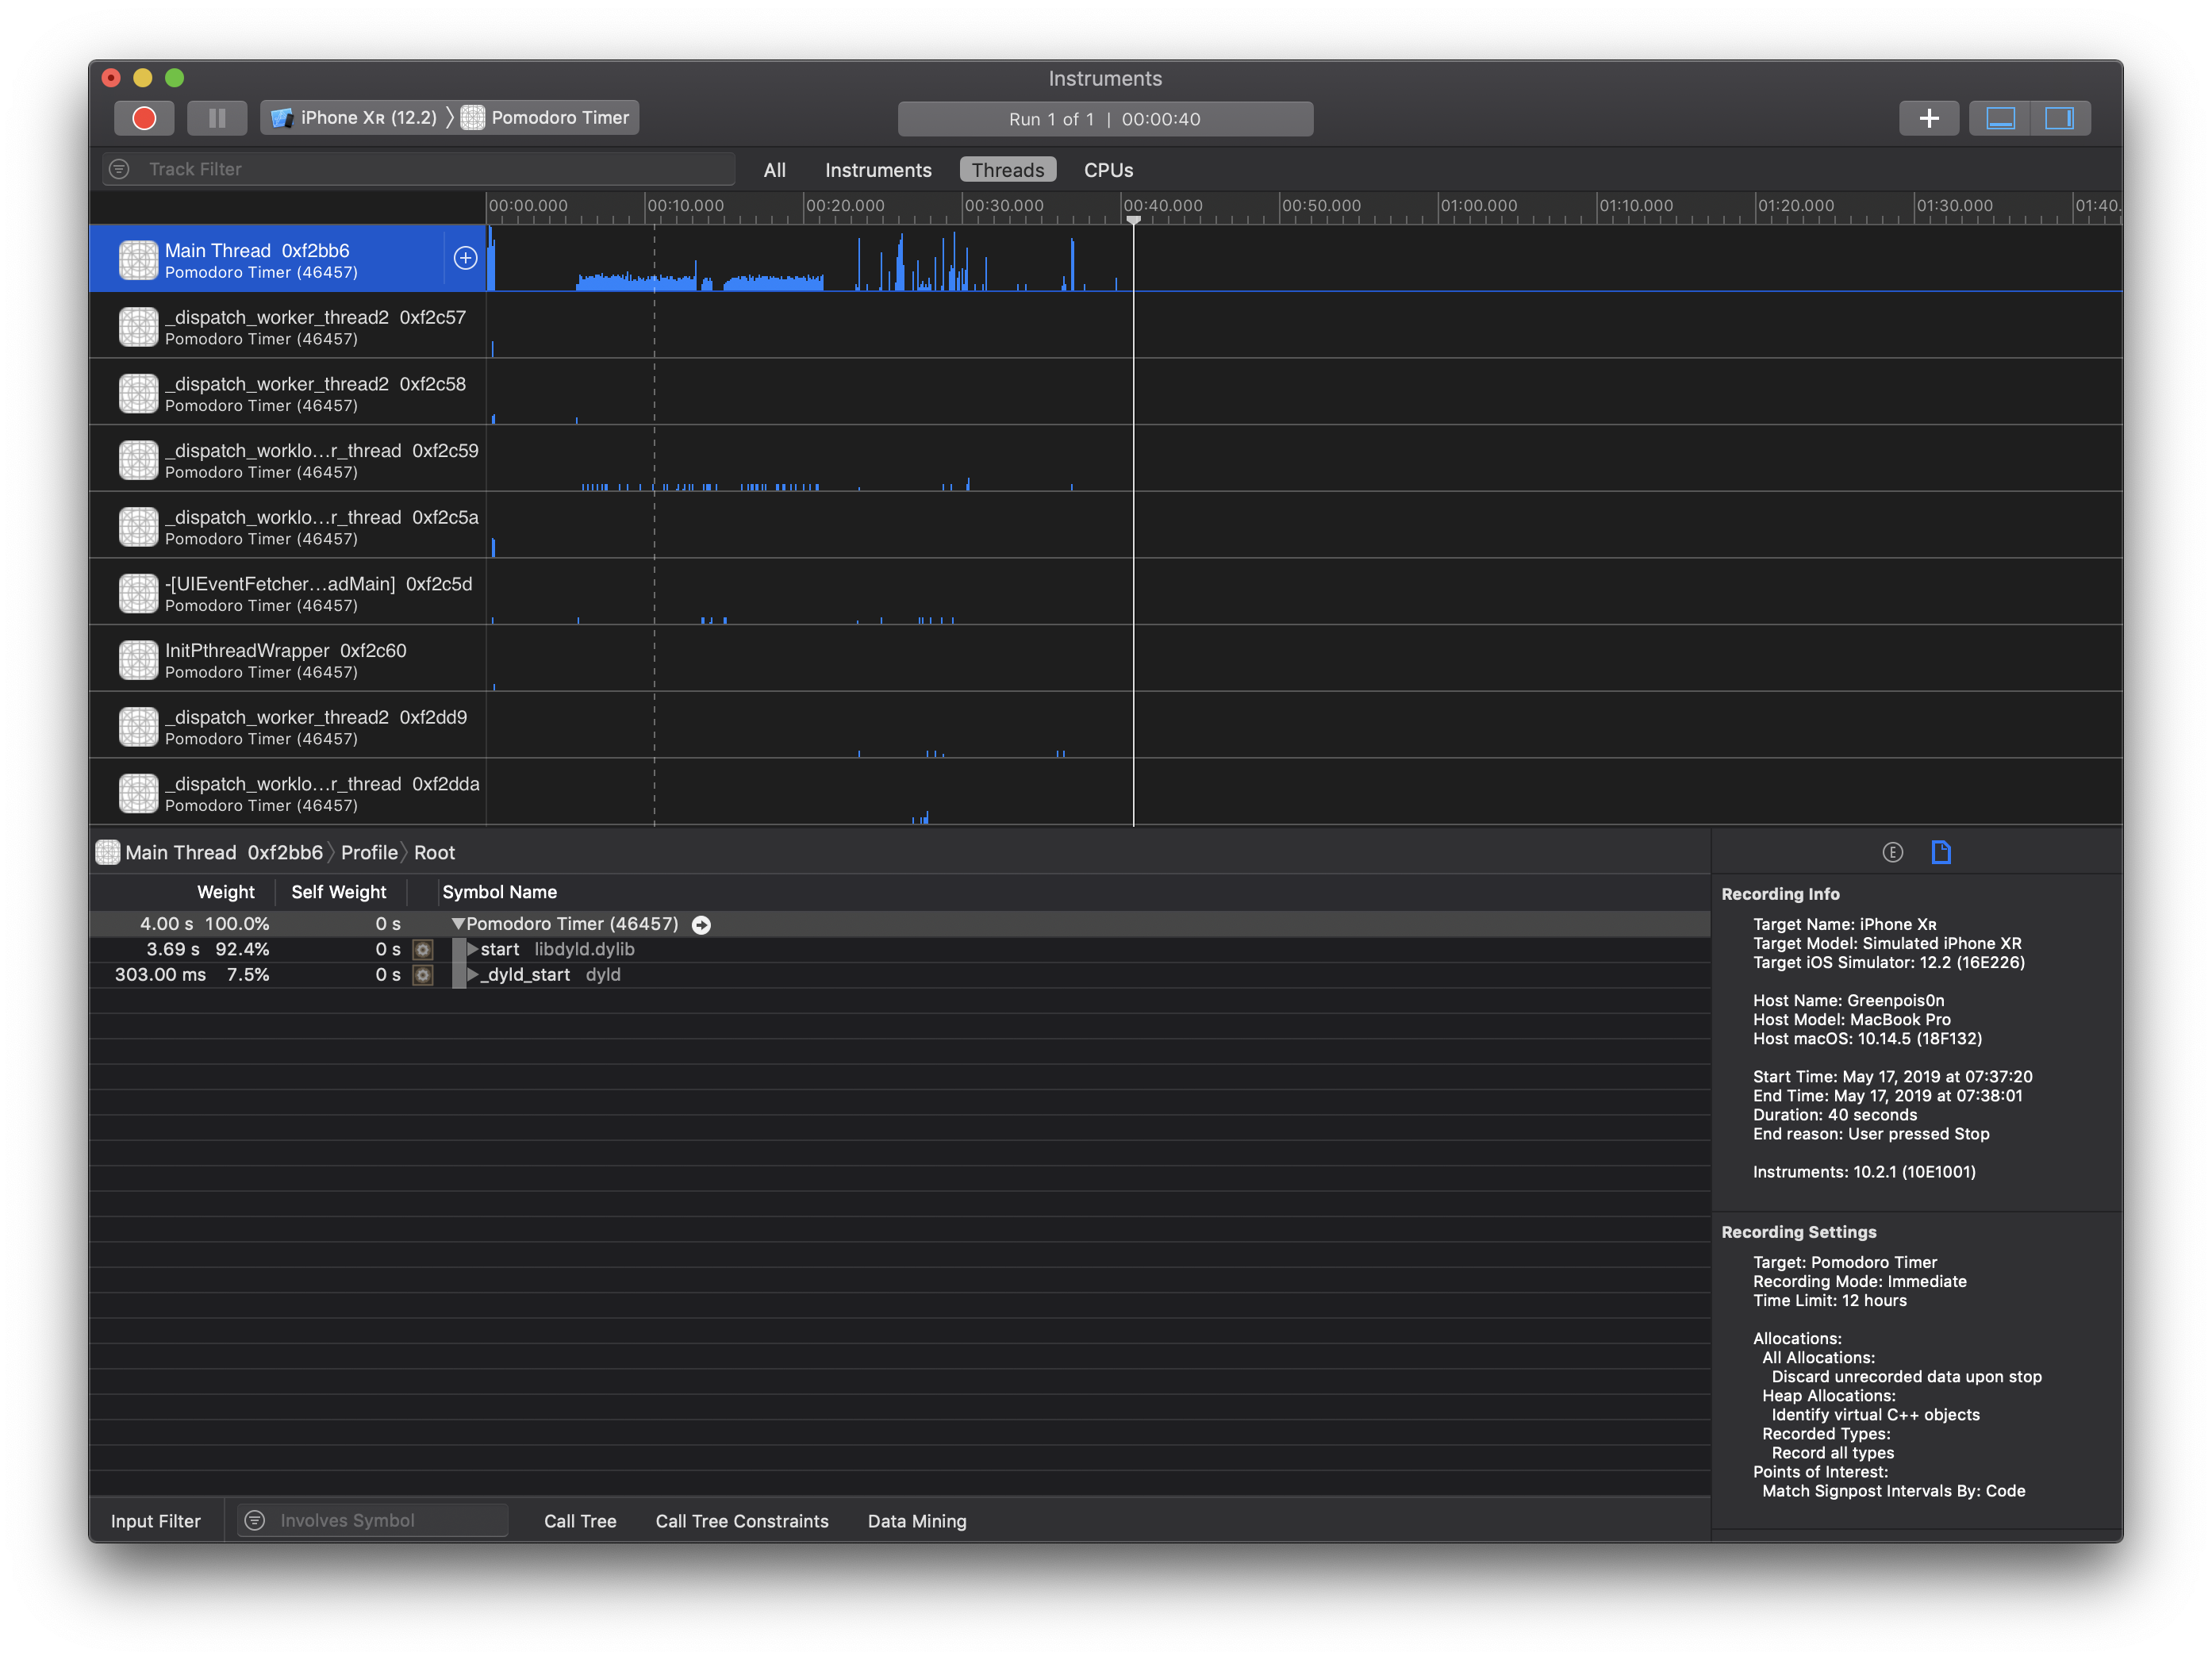 Instruments
iPhone Xʀ (12.2) 〉 Pomodoro Timer
Run 1 of 1 | 00:00:40
Track Filter
All Instruments Threads CPUs
00:00.000 00:10.000 00:20.000 00:30.000 00:40.000 00:50.000 01:00.000 01:10.000 01:20.000 01:30.000 01:40.
Main Thread 0xf2bb6
Pomodoro Timer (46457)
_dispatch_worker_thread2 0xf2c57
Pomodoro Timer (46457)
_dispatch_worker_thread2 0xf2c58
Pomodoro Timer (46457)
_dispatch_worklo…r_thread 0xf2c59
Pomodoro Timer (46457)
_dispatch_worklo…r_thread 0xf2c5a
Pomodoro Timer (46457)
-[UIEventFetcher…adMain] 0xf2c5d
Pomodoro Timer (46457)
InitPthreadWrapper 0xf2c60
Pomodoro Timer (46457)
_dispatch_worker_thread2 0xf2dd9
Pomodoro Timer (46457)
_dispatch_worklo…r_thread 0xf2dda
Pomodoro Timer (46457)
Main Thread 0xf2bb6 〉 Profile 〉 Root
Weight Self Weight Symbol Name
4.00 s 100.0% 0 s Pomodoro Timer (46457)
3.69 s 92.4% 0 s start libdyld.dylib
303.00 ms 7.5% 0 s _dyld_start dyld
Input Filter Involves Symbol Call Tree Call Tree Constraints Data Mining
E
Recording Info
Target Name: iPhone Xʀ
Target Model: Simulated iPhone XR
Target iOS Simulator: 12.2 (16E226)
Host Name: Greenpois0n
Host Model: MacBook Pro
Host macOS: 10.14.5 (18F132)
Start Time: May 17, 2019 at 07:37:20
End Time: May 17, 2019 at 07:38:01
Duration: 40 seconds
End reason: User pressed Stop
Instruments: 10.2.1 (10E1001)
Recording Settings
Target: Pomodoro Timer
Recording Mode: Immediate
Time Limit: 12 hours
Allocations:
All Allocations:
Discard unrecorded data upon stop
Heap Allocations:
Identify virtual C++ objects
Recorded Types:
Record all types
Points of Interest:
Match Signpost Intervals By: Code